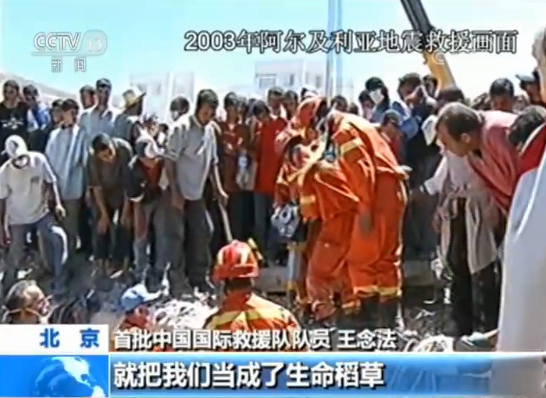 CCTV 13
新闻
2003年阿尔及利亚地震救援画面
北京
首批中国国际救援队队员 王念法
就把我们当成了生命稻草